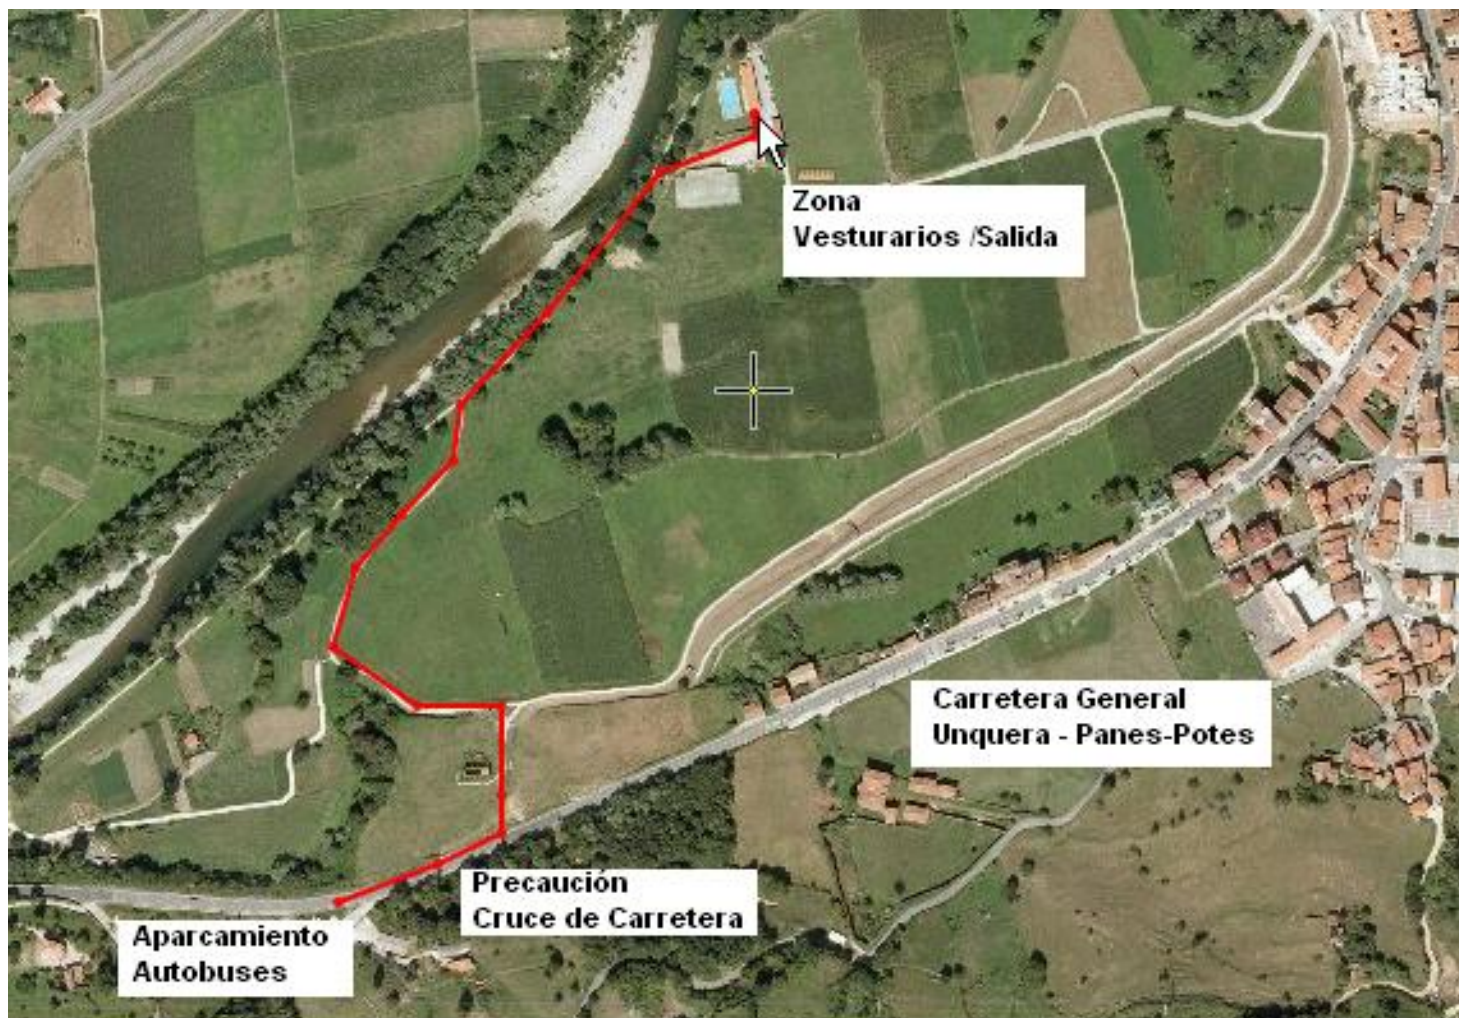 Zona
Vesturarios /Salida
Carretera General
Unquera - Panes-Potes
Precaución
Cruce de Carretera
Aparcamiento
Autobuses